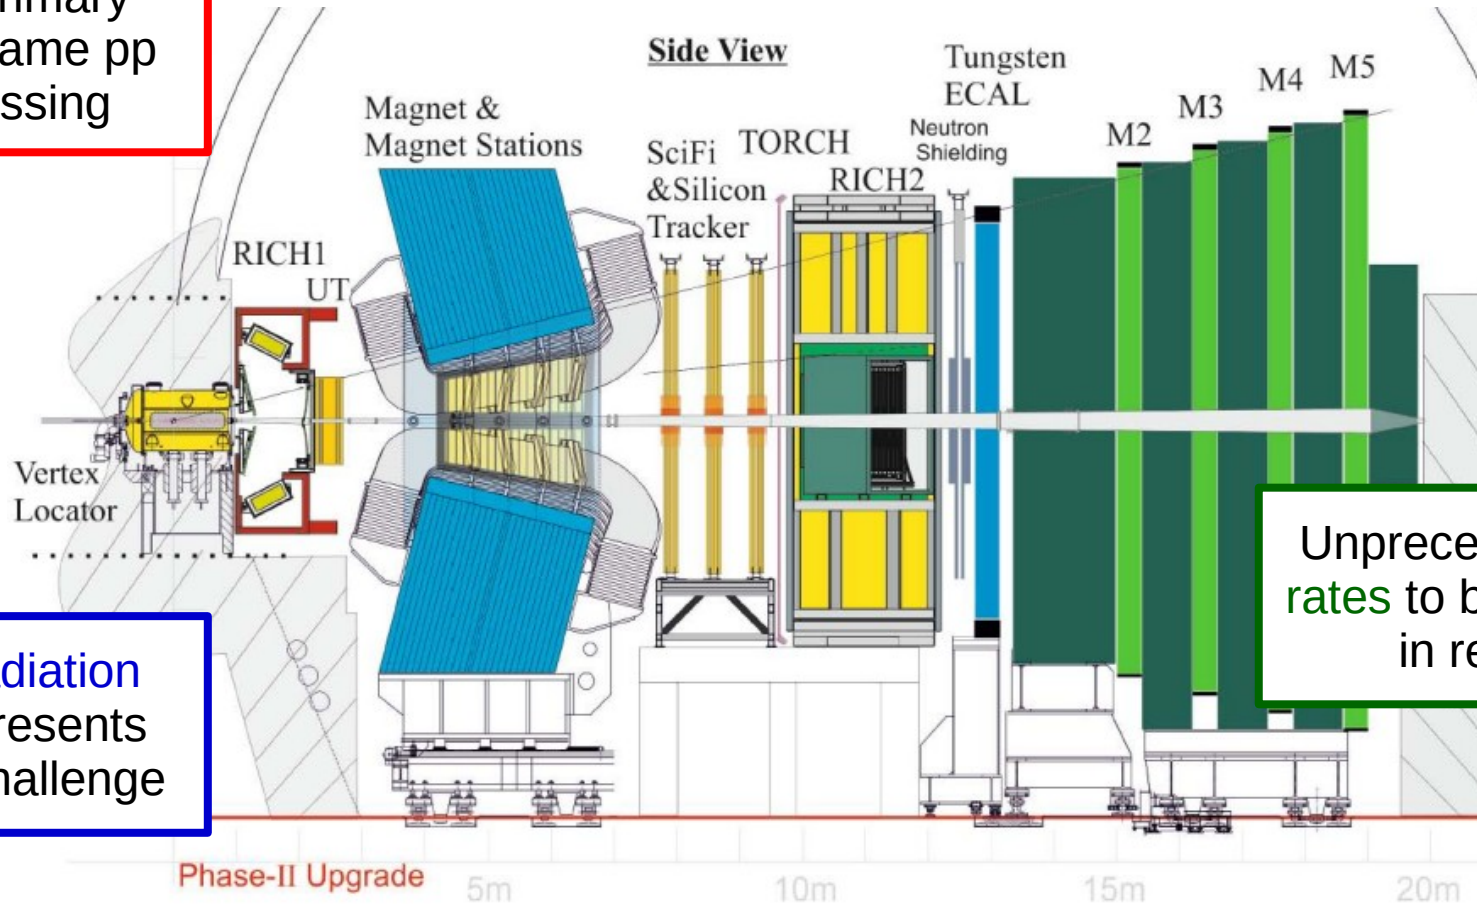 ame pp
ssing
Side View
Magnet &
Magnet Stations
SciFi
&Silicon
Tracker
TORCH
RICH2
Tungsten
ECAL
Neutron
Shielding
M2
M3
M4
M5
RICH1
UT
Vertex
Locator
Unprece
rates to b
in re
diation
resents
hallenge
Phase-II Upgrade
5m
10m
15m
20m